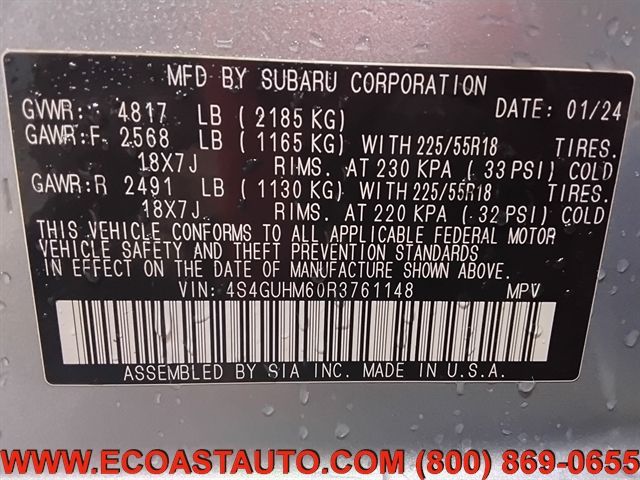 MFD BY SUBARU CORPORATION
GVWR: 4817 LB (2185 KG) DATE: 01/24
GAWR:F 2568 LB (1165 KG) WITH 225/55R18 TIRES.
18X7J RIMS. AT 230 KPA (33 PSI) COLD
GAWR:R 2491 LB (1130 KG) WITH 225/55R18 TIRES.
18X7J RIMS. AT 220 KPA (32 PSI) COLD
THIS VEHICLE CONFORMS TO ALL APPLICABLE FEDERAL MOTOR
VEHICLE SAFETY AND THEFT PREVENTION STANDARDS
IN EFFECT ON THE DATE OF MANUFACTURE SHOWN ABOVE.
VIN: 4S4GUHM60R3761148 MPV
ASSEMBLED BY SIA INC. MADE IN U.S.A.
WWW.ECOASTAUTO.COM (800) 869-0655